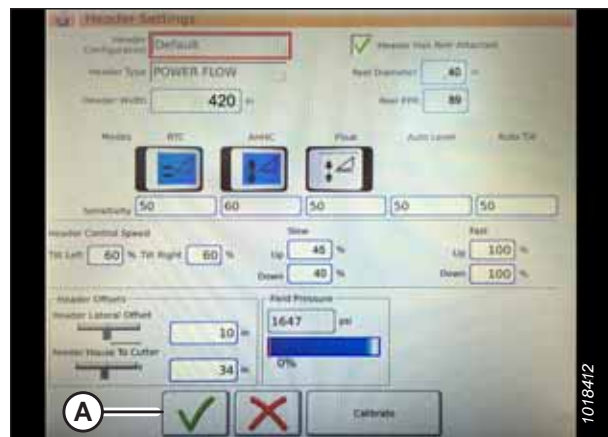 Header Settings
Header Configuration Default
Header Has Reel Attached
Header Type POWER FLOW
Reel Diameter 40 in
Header Width 420 in
Reel PPR 89
Modes RTC AHHC Float Auto Level Auto Tilt
Sensitivity 50 60 50 50 50
Header Control Speed
Slow
Fast
Tilt Left 60 % Tilt Right 60 %
Up 45 %
Up 100 %
Down 40 %
Down 100 %
Header Offsets
Field Pressure
Header Lateral Offset
10 in
1647 psi
Feeder House To Cutter
34 in
0%
A
Calibrate
1018412